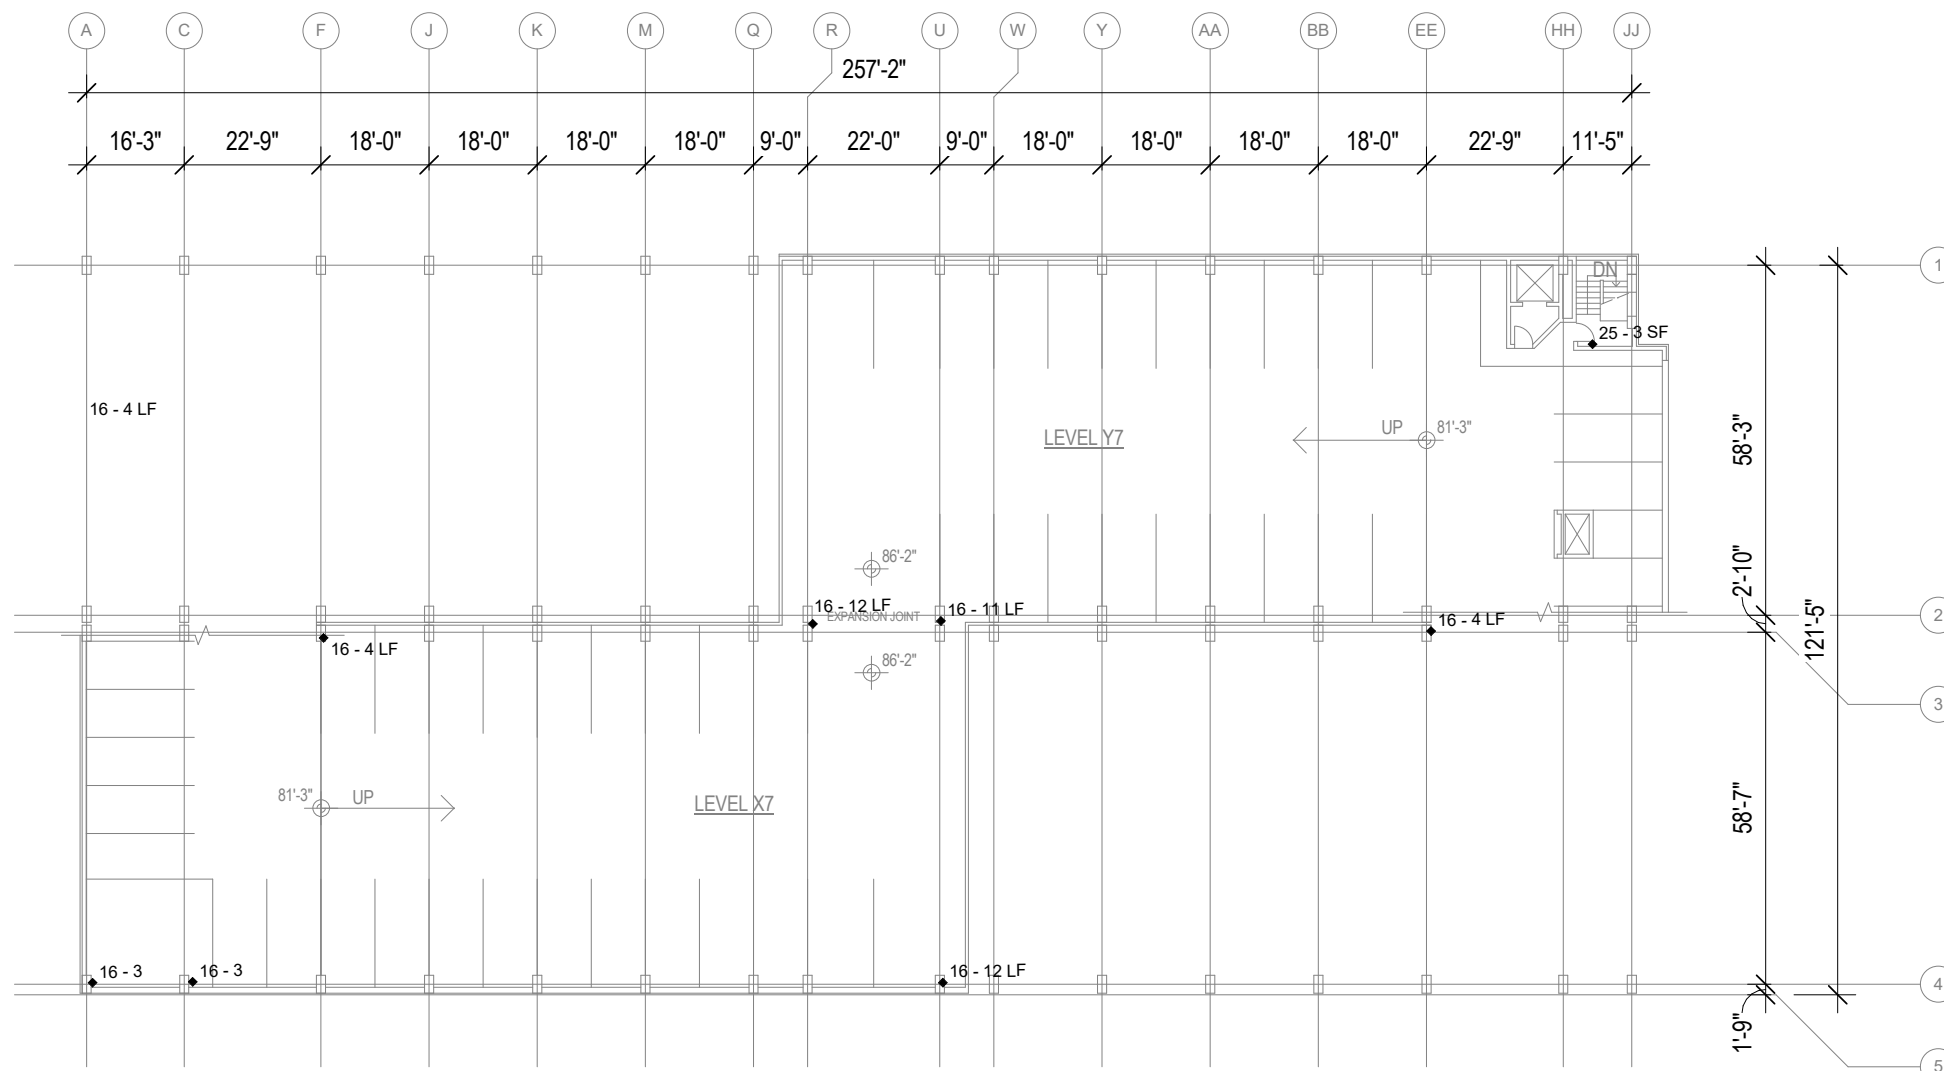 A C F J K M Q R U W Y AA BB EE HH JJ
257'-2"
16'-3" 22'-9" 18'-0" 18'-0" 18'-0" 18'-0" 9'-0" 22'-0" 9'-0" 18'-0" 18'-0" 18'-0" 18'-0" 22'-9" 11'-5"
1
DN
25 - 3 SF
16 - 4 LF
LEVEL Y7
UP
81'-3"
58'-3"
86'-2"
2'-10"
16 - 12 LF
16 - 11 LF
EXPANSION JOINT
16 - 4 LF
2
121'-5"
16 - 4 LF
86'-2"
3
81'-3"
UP
LEVEL X7
58'-7"
16 - 3
16 - 3
16 - 12 LF
4
1'-9"
5